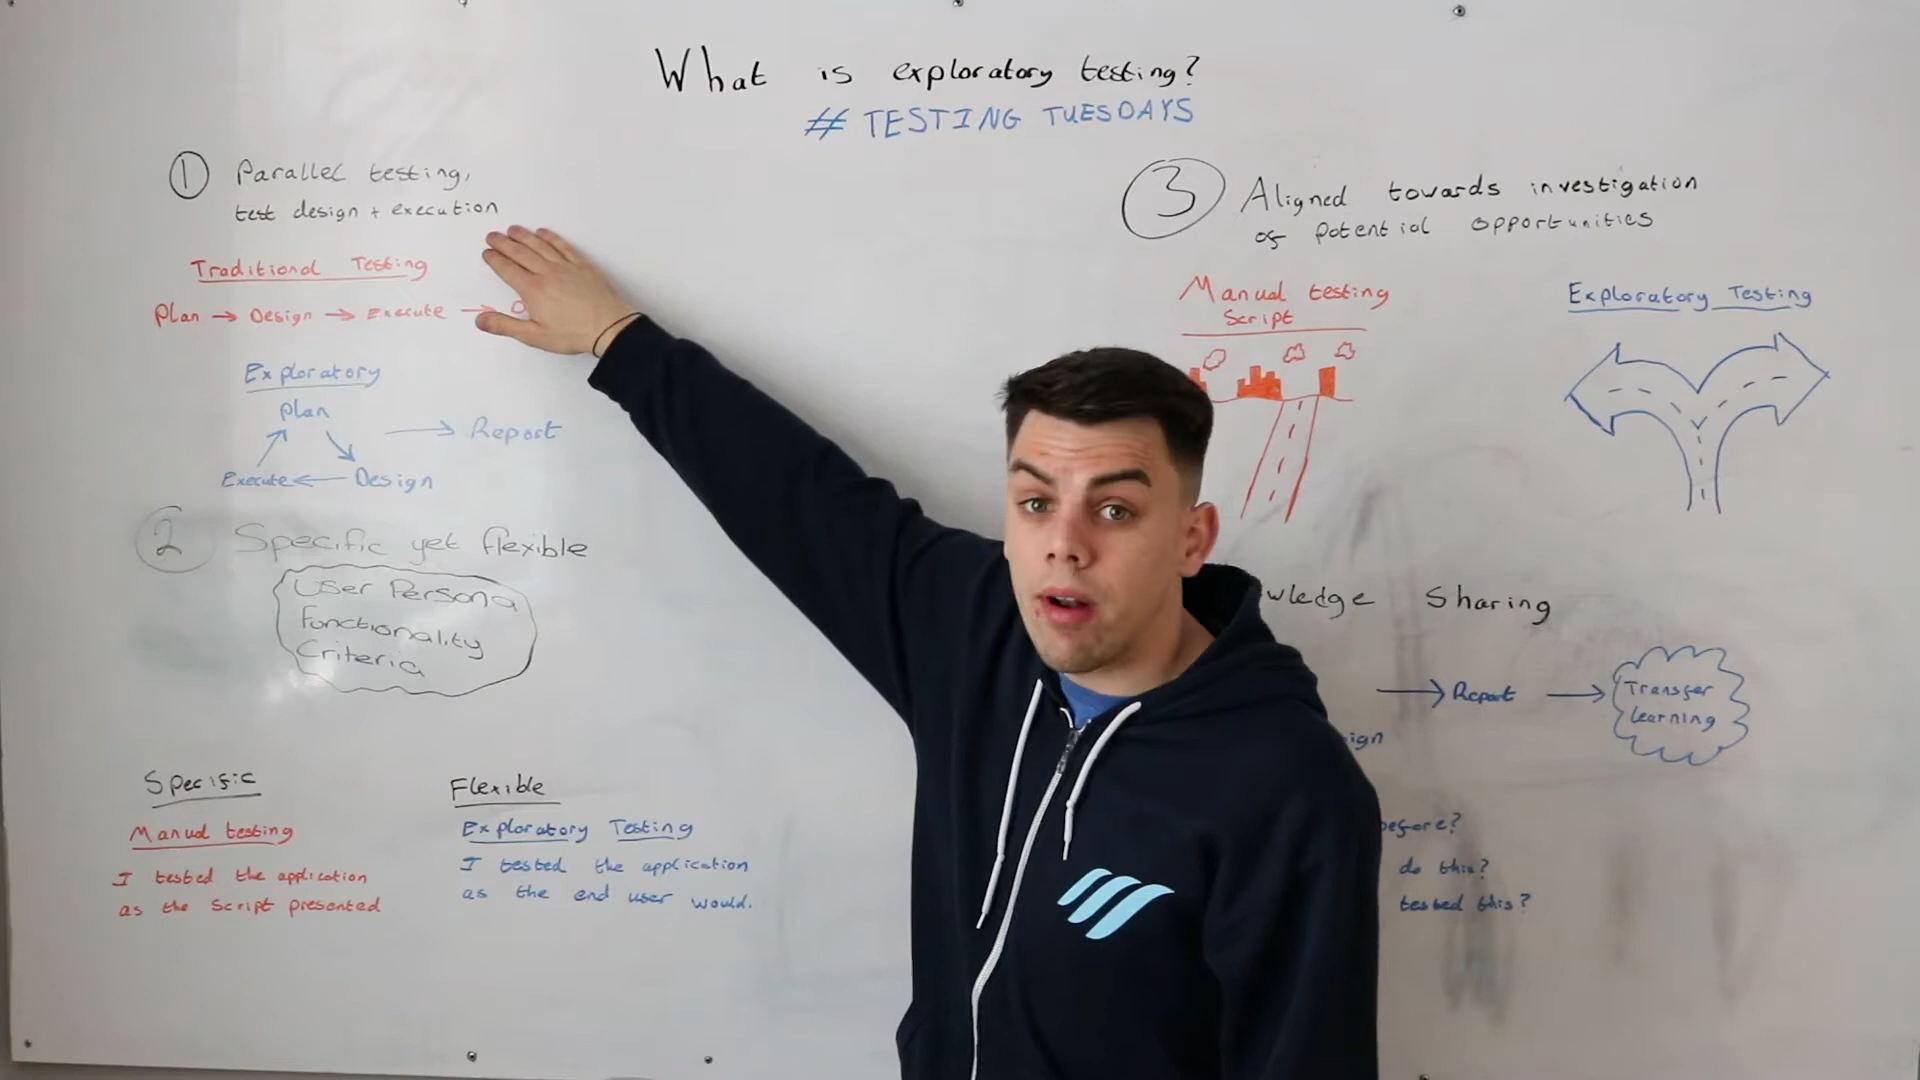 What is exploratory testing?
# TESTING TUESDAYS
1 Parallel testing,
test design + execution
Traditional Testing
Plan → Design → Execute →
Exploratory
Plan
→ Report
Execute ← Design
2 Specific yet flexible
User Persona
Functionality
Criteria
Specific
Manual testing
I tested the application
as the script presented
Flexible
Exploratory Testing
I tested the application
as the end user would.
3 Aligned towards investigation
of potential opportunities
Manual testing
Script
Exploratory Testing
wledge Sharing
→ Report → Transfer
learning
ign
before?
do this?
tested this?